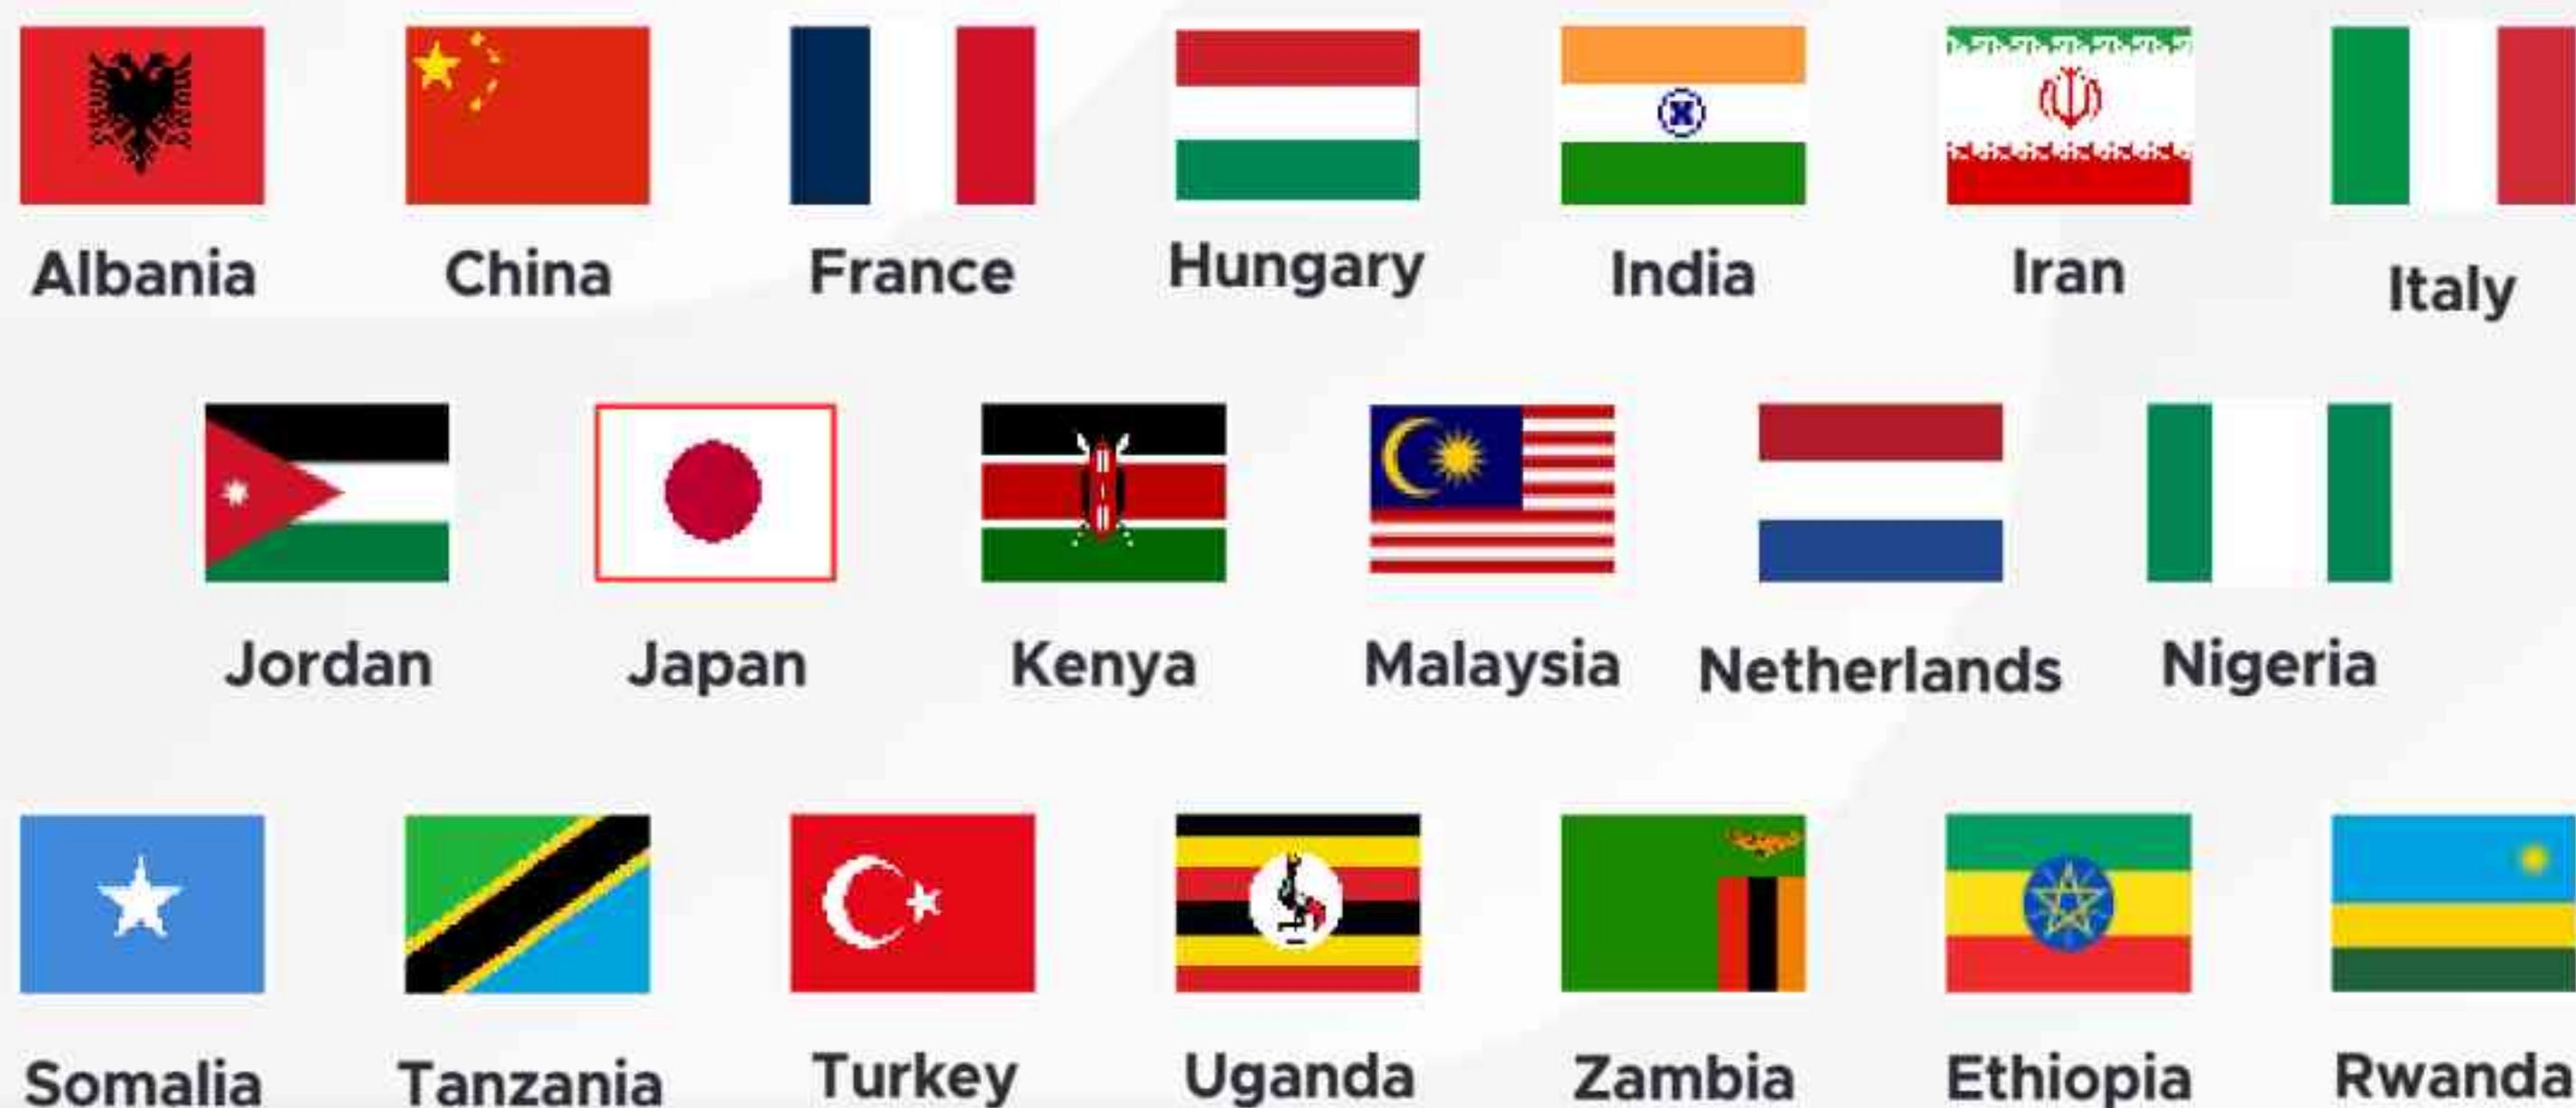 Albania China France Hungary India Iran Italy
Jordan Japan Kenya Malaysia Netherlands Nigeria
Somalia Tanzania Turkey Uganda Zambia Ethiopia Rwanda